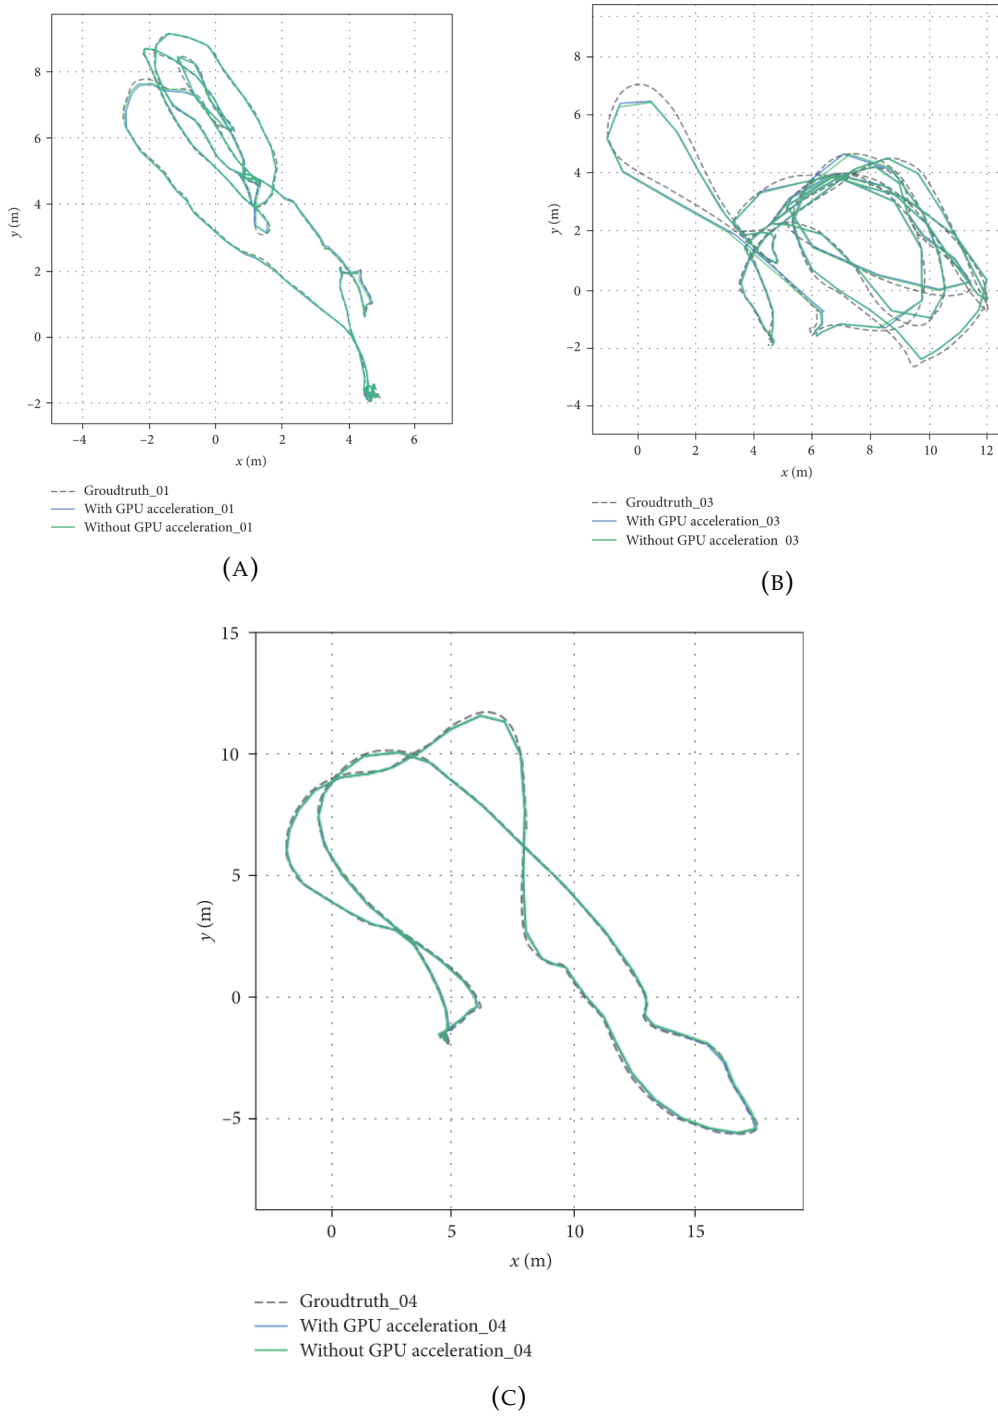 8
6
4
2
0
−2
y (m)
−4
−2
0
2
4
6
x (m)
Groudtruth_01
With GPU acceleration_01
Without GPU acceleration_01
(A)
8
6
4
2
0
−2
−4
y (m)
0
2
4
6
8
10
12
x (m)
Groudtruth_03
With GPU acceleration_03
Without GPU acceleration 03
(B)
15
10
5
0
−5
y (m)
0
5
10
15
x (m)
Groudtruth_04
With GPU acceleration_04
Without GPU acceleration_04
(C)